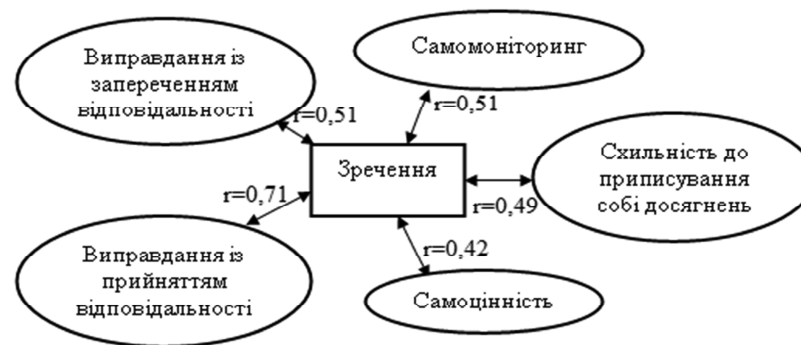 Виправдання із
запереченням
відповідальності
Самомоніторинг
r=0,51
r=0,51
Зречення
Схильність до
приписування
собі досягнень
r=0,71
r=0,49
Виправдання із
прийняттям
відповідальності
r=0,42
Самоцінність